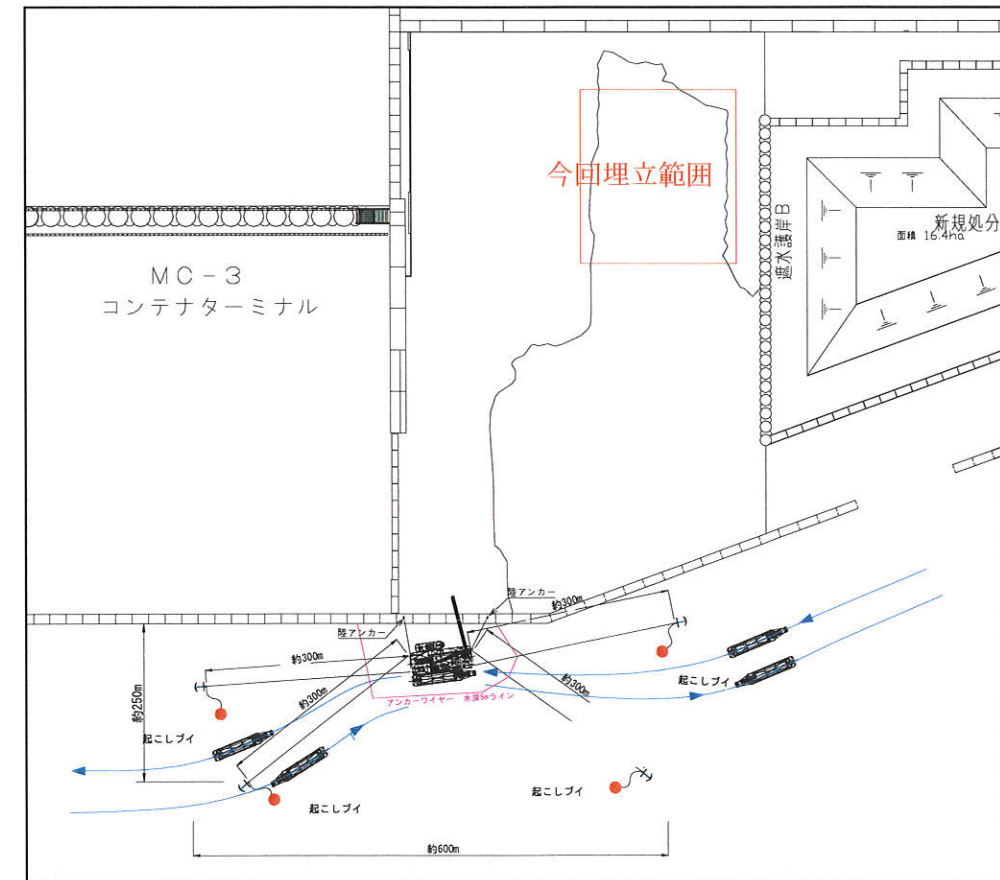 今回埋立範囲
遮水護岸B
新規処分
面積 16.4ha
MC-3
コンテナターミナル
陸アンカー
約300m
陸アンカー
約300m
約300m
約300m
起こしブイ
アンカーワイヤー 水深5mライン
約250m
起こしブイ
起こしブイ
起こしブイ
約600m